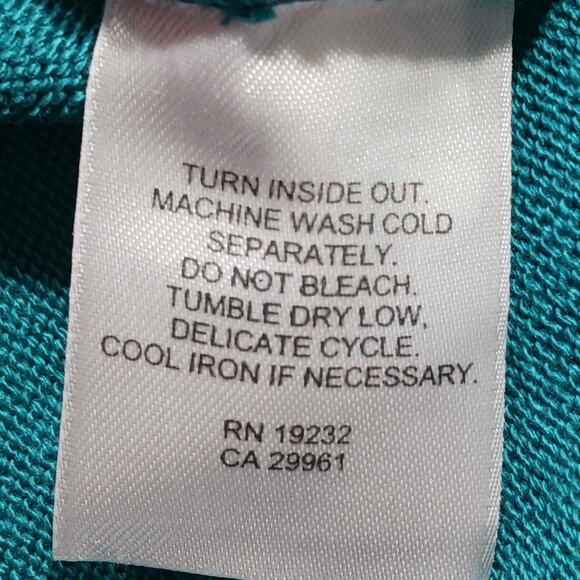 TURN INSIDE OUT.
MACHINE WASH COLD
SEPARATELY.
DO NOT BLEACH.
TUMBLE DRY LOW,
DELICATE CYCLE.
COOL IRON IF NECESSARY.
RN 19232
CA 29961